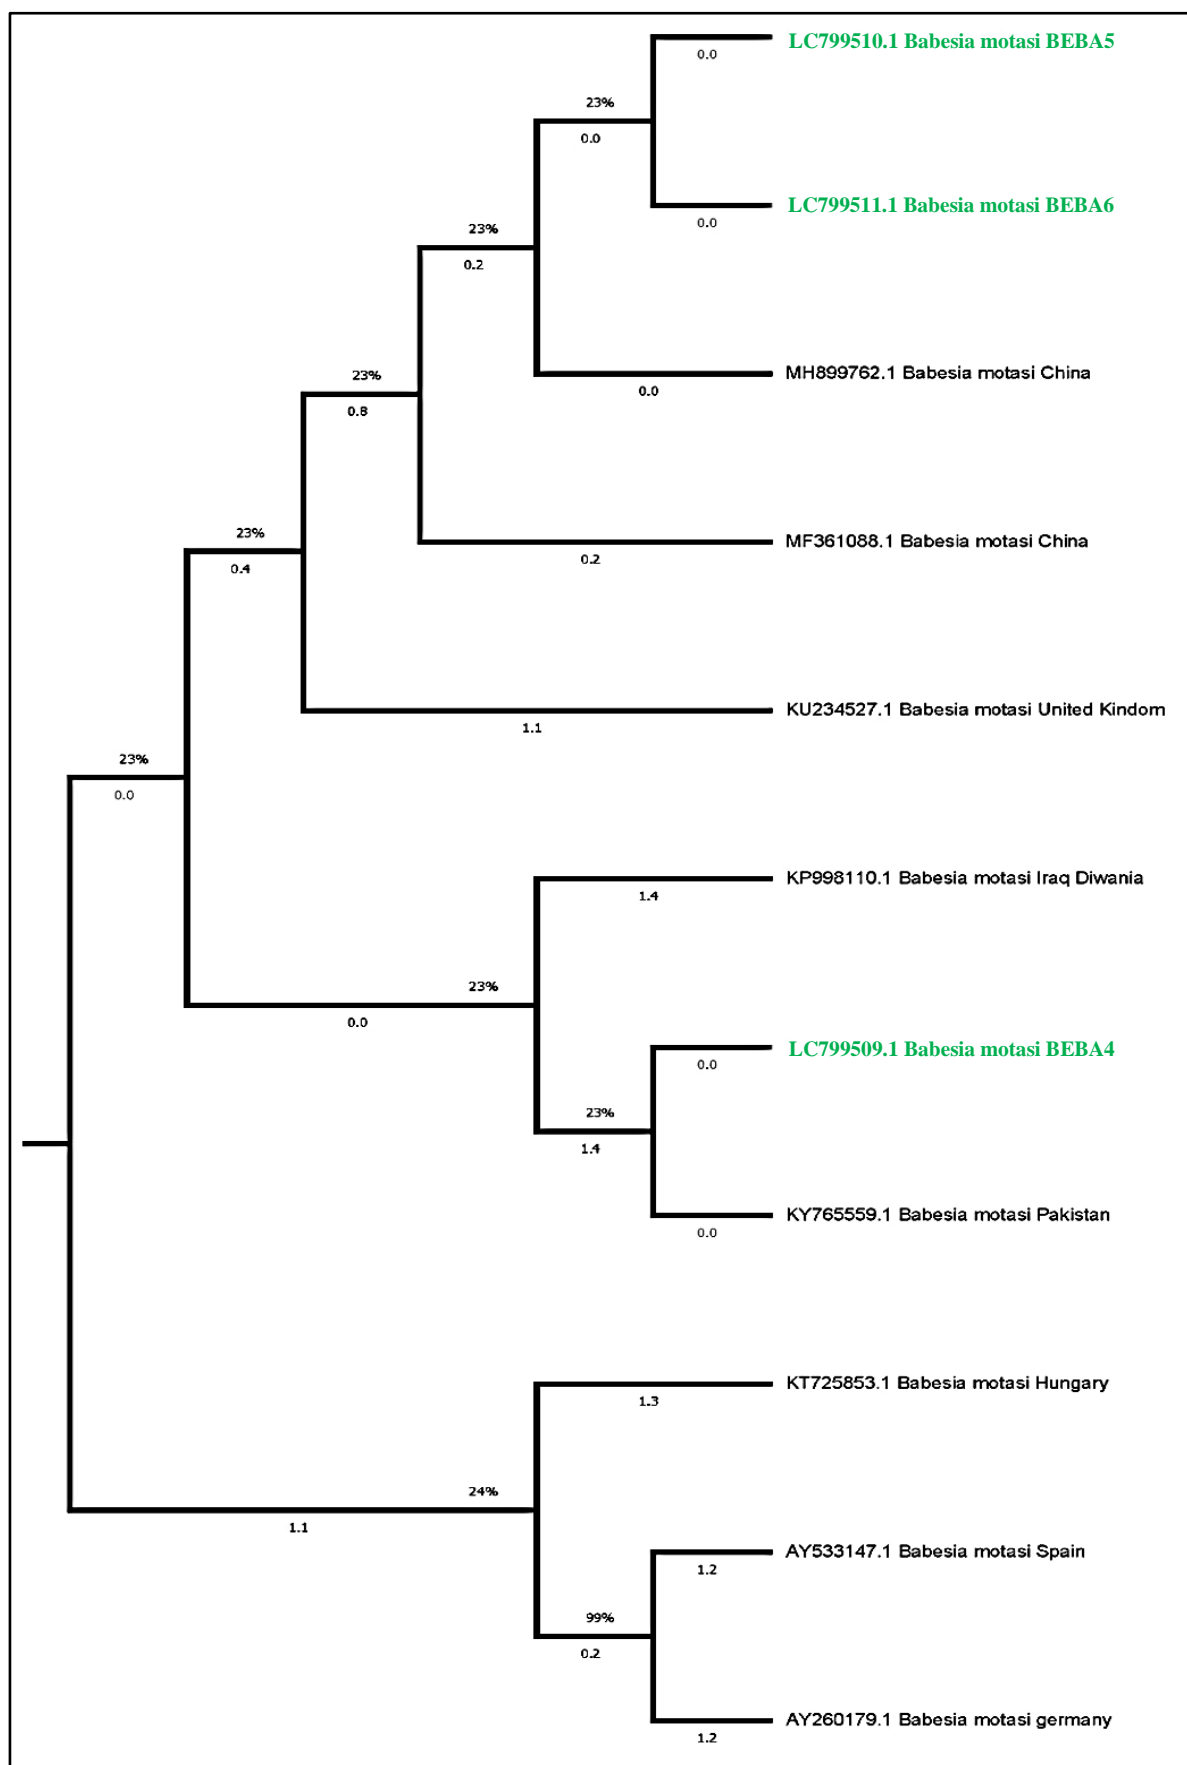 LC799510.1 Babesia motasi BEBA5
0.0
23%
0.0
LC799511.1 Babesia motasi BEBA6
0.0
23%
0.2
MH899762.1 Babesia motasi China
0.0
23%
0.8
MF361088.1 Babesia motasi China
0.2
23%
0.4
KU234527.1 Babesia motasi United Kindom
1.1
23%
0.0
KP998110.1 Babesia motasi Iraq Diwania
1.4
23%
0.0
LC799509.1 Babesia motasi BEBA4
0.0
23%
1.4
KY765559.1 Babesia motasi Pakistan
0.0
KT725853.1 Babesia motasi Hungary
1.3
24%
1.1
AY533147.1 Babesia motasi Spain
1.2
99%
0.2
AY260179.1 Babesia motasi germany
1.2